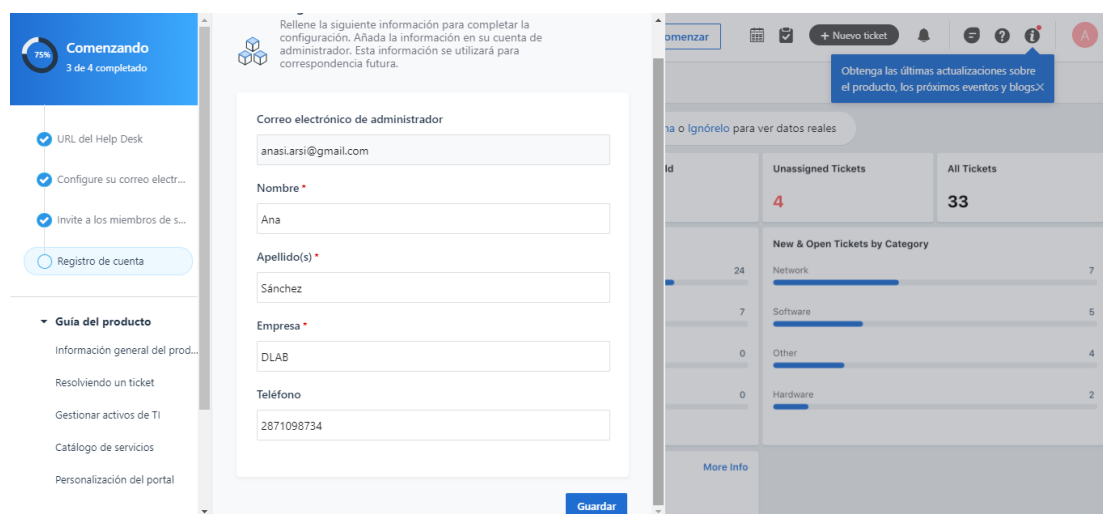 75%
Comenzando
3 de 4 completado
URL del Help Desk
Configure su correo electr...
Invite a los miembros de s...
Registro de cuenta
Guía del producto
Información general del prod...
Resolviendo un ticket
Gestionar activos de TI
Catálogo de servicios
Personalización del portal
Rellene la siguiente información para completar la
configuración. Añada la información en su cuenta de
administrador. Esta información se utilizará para
correspondencia futura.
Correo electrónico de administrador
anasi.arsi@gmail.com
Nombre *
Ana
Apellido(s) *
Sánchez
Empresa *
DLAB
Teléfono
2871098734
Guardar
omenzar
+ Nuevo ticket
A
Obtenga las últimas actualizaciones sobre
el producto, los próximos eventos y blogs.
na o Ignórelo para ver datos reales
ld
Unassigned Tickets
4
All Tickets
33
24
7
0
0
New & Open Tickets by Category
Network 7
Software 5
Other 4
Hardware 2
More Info